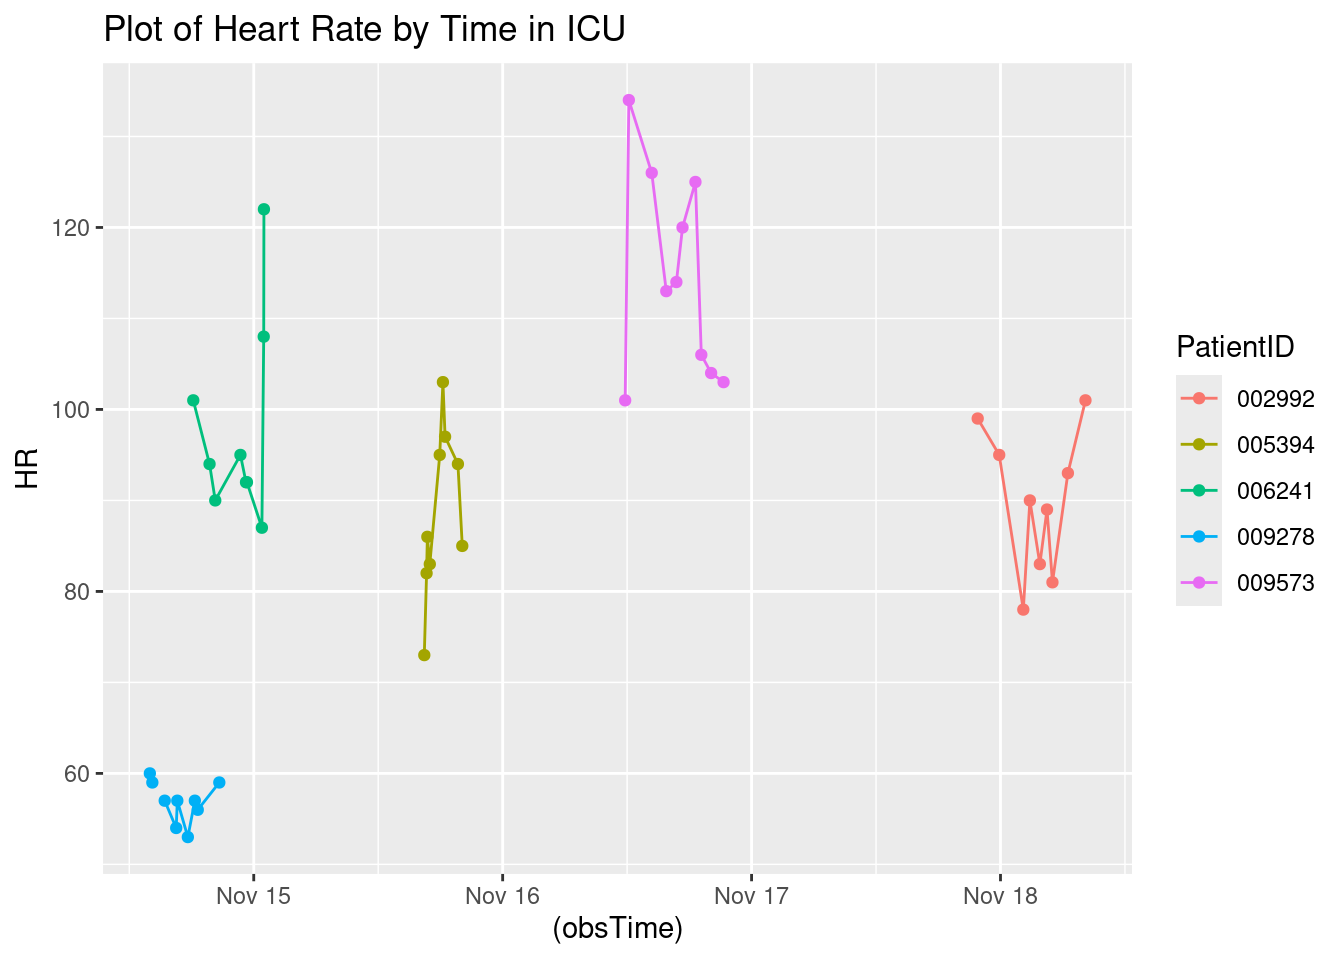 Plot of Heart Rate by Time in ICU
HR
120
100
80
60
Nov 15 Nov 16 Nov 17 Nov 18
(obsTime)
PatientID
002992
005394
006241
009278
009573